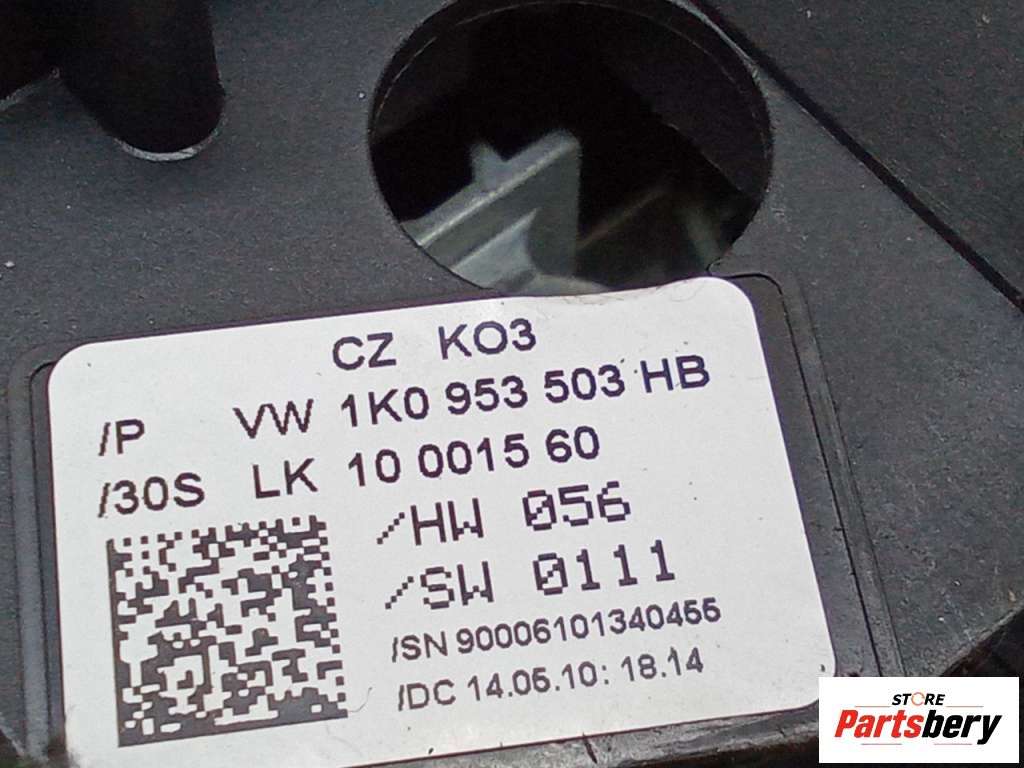 CZ KO3
/P VW 1K0 953 503 HB
/30S LK 10 0015 60
/HW 056
/SW 0111
/SN 90006101340455
/DC 14.05.10: 18.14
STORE
Partsbery